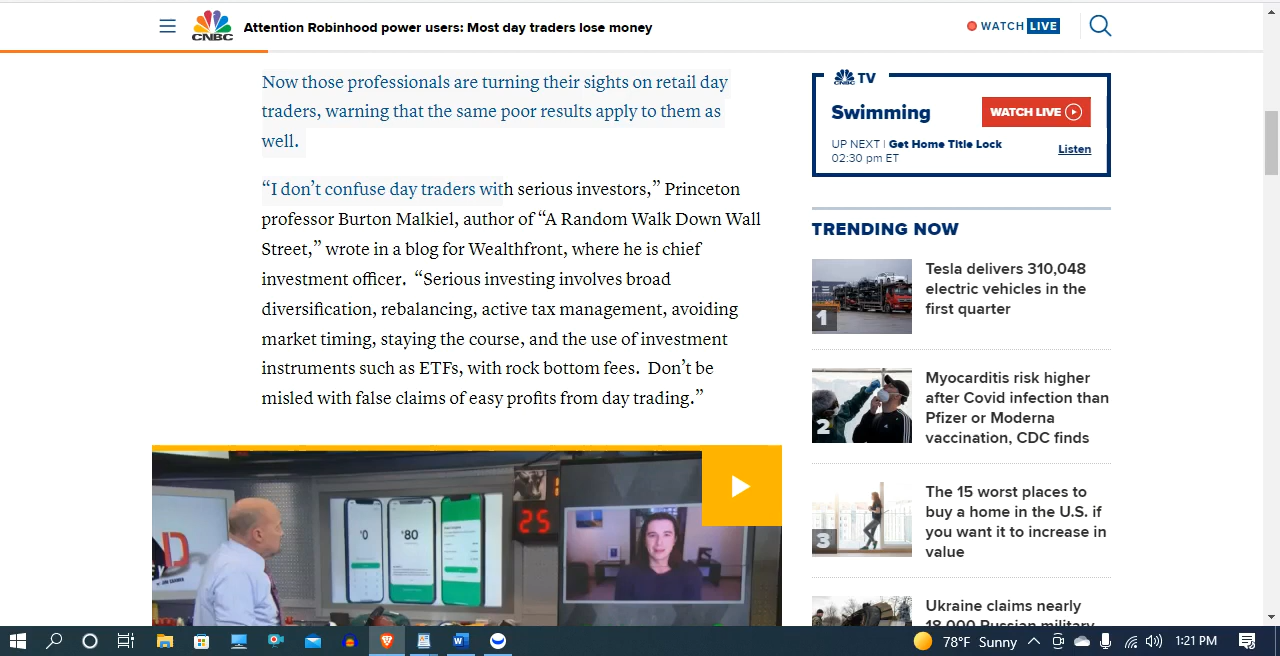 CNBC
Attention Robinhood power users: Most day traders lose money
WATCH LIVE
Now those professionals are turning their sights on retail day
traders, warning that the same poor results apply to them as
well.
“I don’t confuse day traders with serious investors,” Princeton
professor Burton Malkiel, author of “A Random Walk Down Wall
Street,” wrote in a blog for Wealthfront, where he is chief
investment officer.  “Serious investing involves broad
diversification, rebalancing, active tax management, avoiding
market timing, staying the course, and the use of investment
instruments such as ETFs, with rock bottom fees.  Don’t be
misled with false claims of easy profits from day trading.”
$0
$80
25
CNBC TV
Swimming
WATCH LIVE
UP NEXT | Get Home Title Lock
02:30 pm ET
Listen
TRENDING NOW
1
Tesla delivers 310,048
electric vehicles in the
first quarter
2
Myocarditis risk higher
after Covid infection than
Pfizer or Moderna
vaccination, CDC finds
3
The 15 worst places to
buy a home in the U.S. if
you want it to increase in
value
Ukraine claims nearly
18,000 Russian military
78°F Sunny
1:21 PM